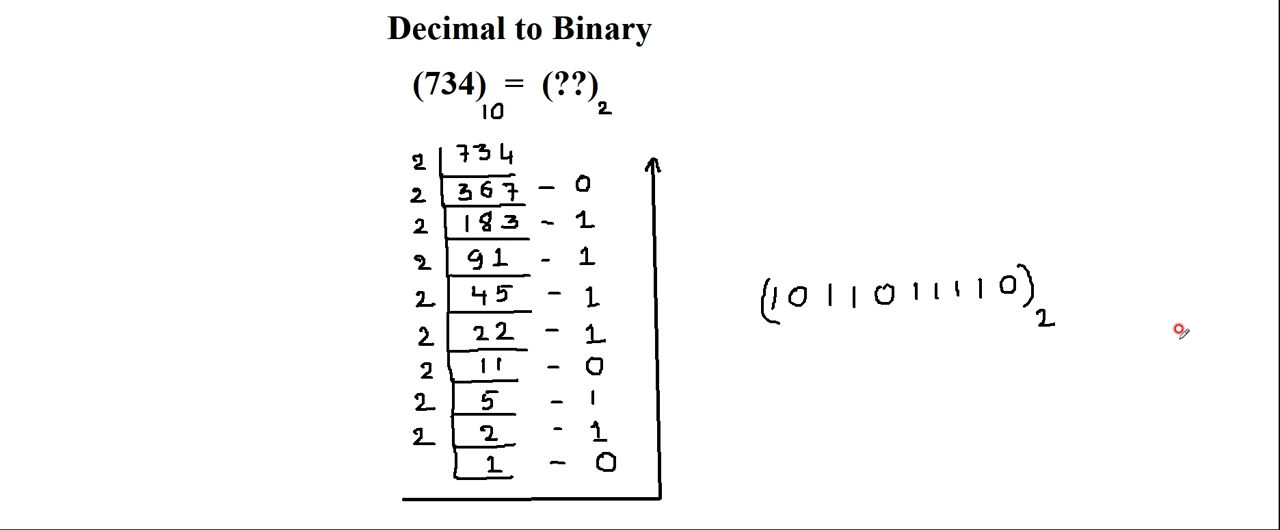 Decimal to Binary
(734)10 = (??)2
2 | 734
2 | 367 - 0
2 | 183 - 1
2 | 91 - 1
2 | 45 - 1
2 | 22 - 1
2 | 11 - 0
2 | 5 - 1
2 | 2 - 1
1 - 0
(1011011110)2